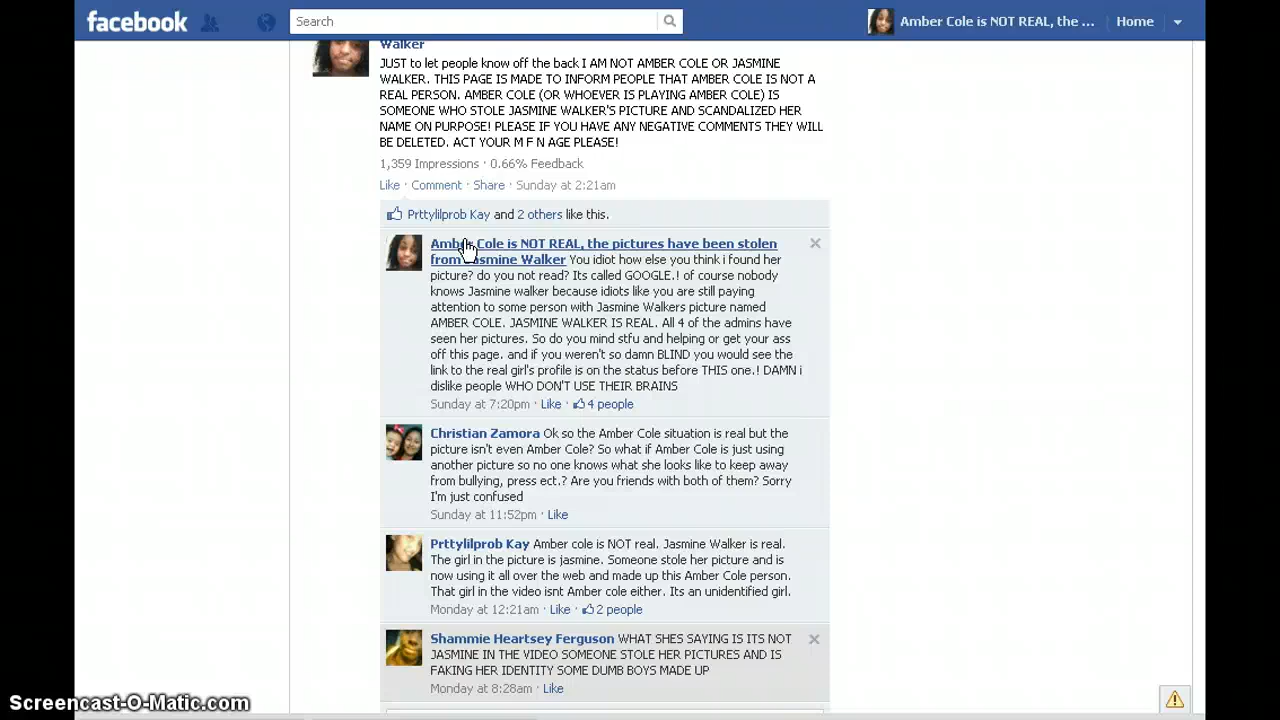 facebook
Search
Amber Cole is NOT REAL, the ...
Home
Walker
JUST to let people know off the back I AM NOT AMBER COLE OR JASMINE
WALKER. THIS PAGE IS MADE TO INFORM PEOPLE THAT AMBER COLE IS NOT A
REAL PERSON. AMBER COLE (OR WHOEVER IS PLAYING AMBER COLE) IS
SOMEONE WHO STOLE JASMINE WALKER'S PICTURE AND SCANDALIZED HER
NAME ON PURPOSE! PLEASE IF YOU HAVE ANY NEGATIVE COMMENTS THEY WILL
BE DELETED. ACT YOUR M F N AGE PLEASE!
1,359 Impressions · 0.66% Feedback
Like · Comment · Share · Sunday at 2:21am
Prttylilprob Kay and 2 others like this.
Amber Cole is NOT REAL, the pictures have been stolen
from Jasmine Walker You idiot how else you think i found her
picture? do you not read? Its called GOOGLE.! of course nobody
knows Jasmine walker because idiots like you are still paying
attention to some person with Jasmine Walkers picture named
AMBER COLE. JASMINE WALKER IS REAL. All 4 of the admins have
seen her pictures. So do you mind stfu and helping or get your ass
off this page. and if you weren't so damn BLIND you would see the
link to the real girl's profile is on the status before THIS one.! DAMN i
dislike people WHO DON'T USE THEIR BRAINS
Sunday at 7:20pm · Like · 4 people
Christian Zamora Ok so the Amber Cole situation is real but the
picture isn't even Amber Cole? So what if Amber Cole is just using
another picture so no one knows what she looks like to keep away
from bullying, press ect.? Are you friends with both of them? Sorry
I'm just confused
Sunday at 11:52pm · Like
Prttylilprob Kay Amber cole is NOT real. Jasmine Walker is real.
The girl in the picture is jasmine. Someone stole her picture and is
now using it all over the web and made up this Amber Cole person.
That girl in the video isnt Amber cole either. Its an unidentified girl.
Monday at 12:21am · Like · 2 people
Shammie Heartsey Ferguson WHAT SHES SAYING IS ITS NOT
JASMINE IN THE VIDEO SOMEONE STOLE HER PICTURES AND IS
FAKING HER IDENTITY SOME DUMB BOYS MADE UP
Monday at 8:28am · Like
Screencast-O-Matic.com